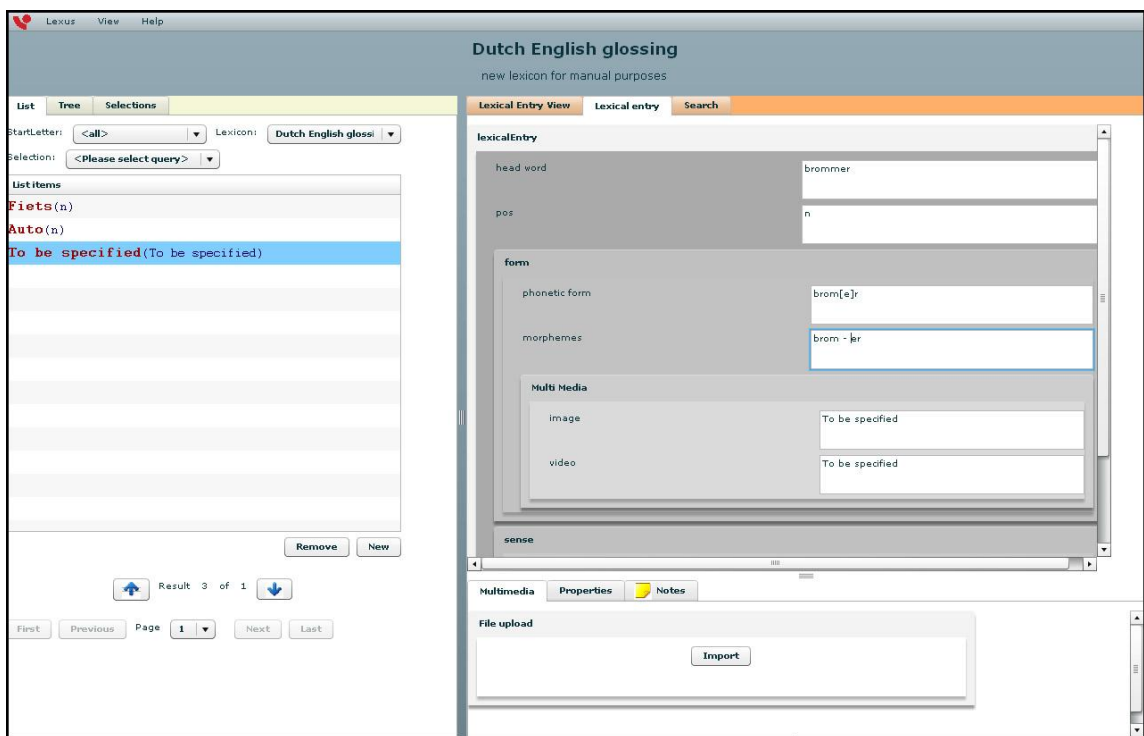 Lexus View Help
Dutch English glossing
new lexicon for manual purposes
List Tree Selections
StartLetter: <all> Lexicon: Dutch English glossi
Selection: <Please select query>
List items
Fiets(n)
Auto(n)
To be specified(To be specified)
Remove New
Result 3 of 1
First Previous Page 1 Next Last
Lexical Entry View Lexical entry Search
lexicalEntry
head word brommer
pos n
form
phonetic form brom[e]r
morphemes brom - er
Multi Media
image To be specified
video To be specified
sense
Multimedia Properties Notes
File upload
Import